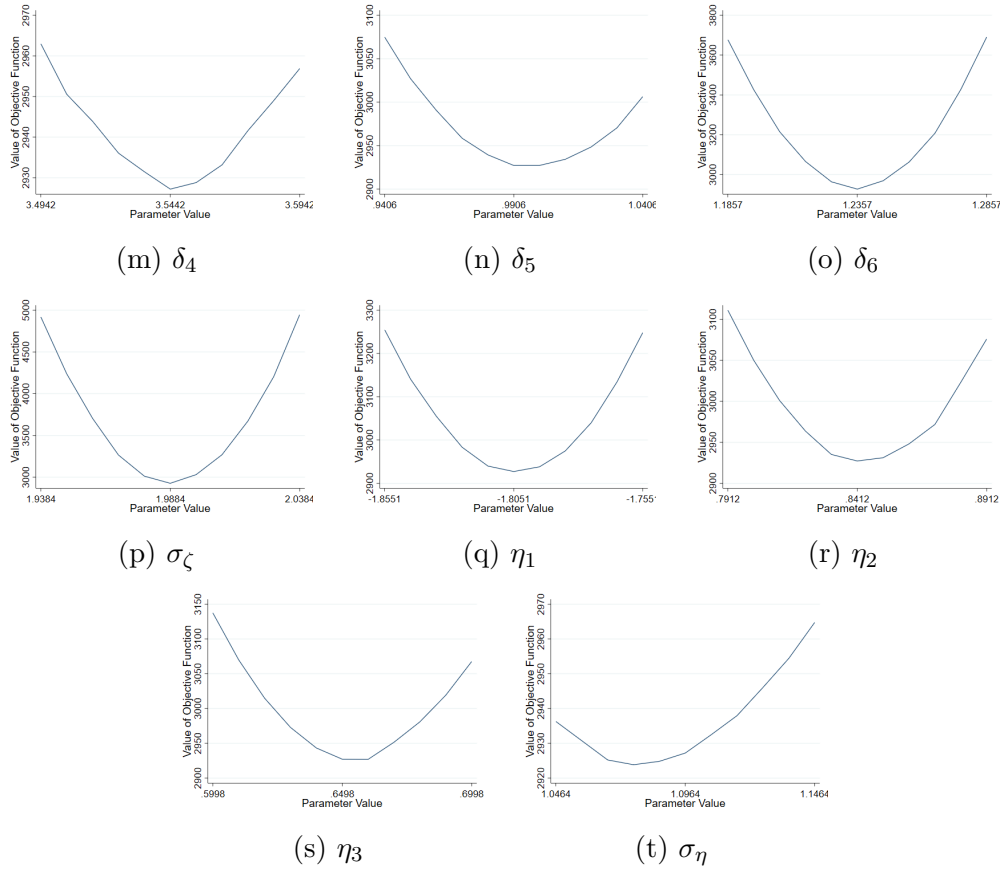 Value of Objective Function
2930 2940 2950 2960 2970
3.4942 3.5442 3.5942
Parameter Value
(m) δ4
Value of Objective Function
2900 2950 3000 3050 3100
.9406 .9906 1.0406
Parameter Value
(n) δ5
Value of Objective Function
3000 3200 3400 3600 3800
1.1857 1.2357 1.2857
Parameter Value
(o) δ6
Value of Objective Function
3000 3500 4000 4500 5000
1.9384 1.9884 2.0384
Parameter Value
(p) σζ
Value of Objective Function
2900 3000 3100 3200 3300
-1.8551 -1.8051 -1.755
Parameter Value
(q) η1
Value of Objective Function
2900 2950 3000 3050 3100
.7912 .8412 .8912
Parameter Value
(r) η2
Value of Objective Function
2900 2950 3000 3050 3100 3150
.5998 .6498 .6998
Parameter Value
(s) η3
Value of Objective Function
2920 2930 2940 2950 2960 2970
1.0464 1.0964 1.1464
Parameter Value
(t) ση